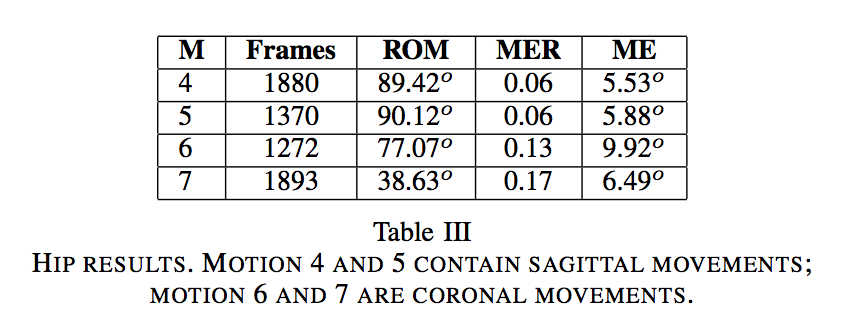 M Frames ROM MER ME
4 1880 89.42° 0.06 5.53°
5 1370 90.12° 0.06 5.88°
6 1272 77.07° 0.13 9.92°
7 1893 38.63° 0.17 6.49°
Table III
HIP RESULTS. MOTION 4 AND 5 CONTAIN SAGITTAL MOVEMENTS;
MOTION 6 AND 7 ARE CORONAL MOVEMENTS.